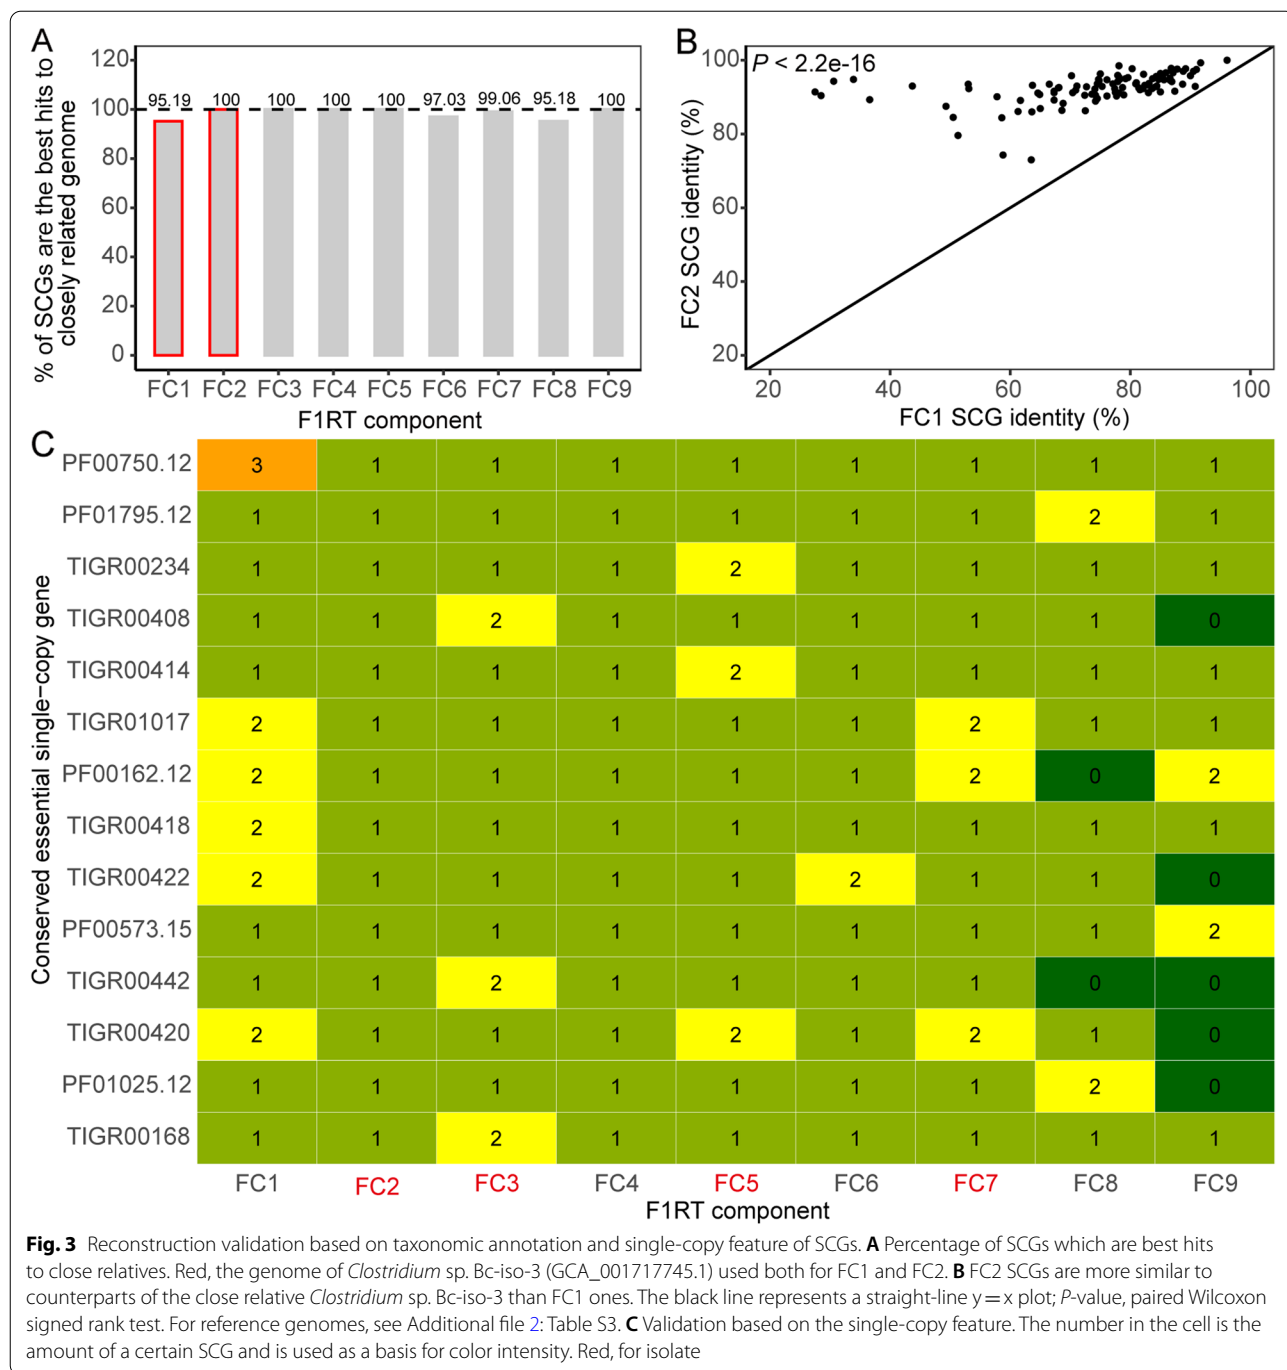 A
% of SCGs are the best hits to
closely related genome
120
100
80
60
40
20
0
95.19 100 100 100 100 97.03 99.06 95.18 100
FC1 FC2 FC3 FC4 FC5 FC6 FC7 FC8 FC9
F1RT component
B
P < 2.2e-16
FC2 SCG identity (%)
100
80
60
40
20
20 40 60 80 100
FC1 SCG identity (%)
C
Conserved essential single−copy gene
PF00750.12 3 1 1 1 1 1 1 1 1
PF01795.12 1 1 1 1 1 1 1 2 1
TIGR00234 1 1 1 1 2 1 1 1 1
TIGR00408 1 1 2 1 1 1 1 1 0
TIGR00414 1 1 1 1 2 1 1 1 1
TIGR01017 2 1 1 1 1 1 2 1 1
PF00162.12 2 1 1 1 1 1 2 0 2
TIGR00418 2 1 1 1 1 1 1 1 1
TIGR00422 2 1 1 1 1 2 1 1 0
PF00573.15 1 1 1 1 1 1 1 1 2
TIGR00442 1 1 2 1 1 1 1 0 0
TIGR00420 2 1 1 1 2 1 2 1 0
PF01025.12 1 1 1 1 1 1 1 2 0
TIGR00168 1 1 2 1 1 1 1 1 1
FC1 FC2 FC3 FC4 FC5 FC6 FC7 FC8 FC9
F1RT component
Fig. 3 Reconstruction validation based on taxonomic annotation and single-copy feature of SCGs. A Percentage of SCGs which are best hits
to close relatives. Red, the genome of Clostridium sp. Bc-iso-3 (GCA_001717745.1) used both for FC1 and FC2. B FC2 SCGs are more similar to
counterparts of the close relative Clostridium sp. Bc-iso-3 than FC1 ones. The black line represents a straight-line y = x plot; P-value, paired Wilcoxon
signed rank test. For reference genomes, see Additional file 2: Table S3. C Validation based on the single-copy feature. The number in the cell is the
amount of a certain SCG and is used as a basis for color intensity. Red, for isolate